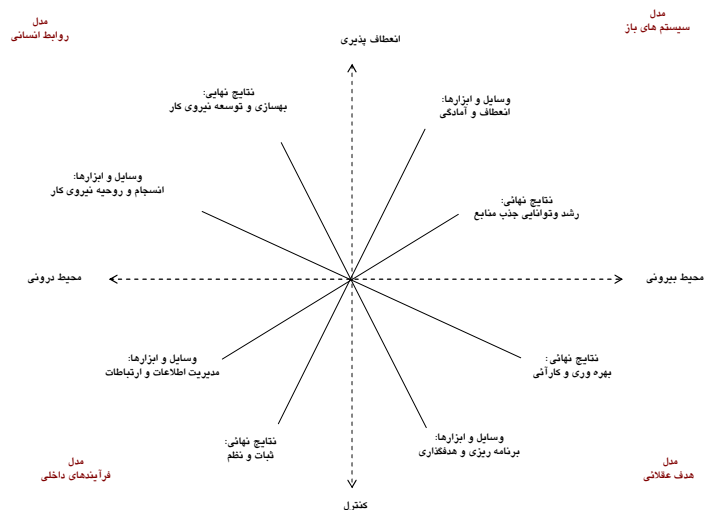 مدل
سیستم های باز
مدل
روابط انسانی
انعطاف پذیری
نتایج نهایی:
بهسازی و توسعه نیروی کار
وسایل و ابزارها:
انعطاف و آمادگی
وسایل و ابزارها:
انسجام و روحیه نیروی کار
نتایج نهائی:
رشد وتوانایی جذب منابع
محیط بیرونی
محیط درونی
نتایج نهائی:
بهره وری و کارآئی
وسایل و ابزارها:
مدیریت اطلاعات و ارتباطات
وسایل و ابزارها:
برنامه ریزی و هدفگذاری
نتایج نهائی:
ثبات و نظم
مدل
هدف عقلانی
مدل
فرآیندهای داخلی
کنترل